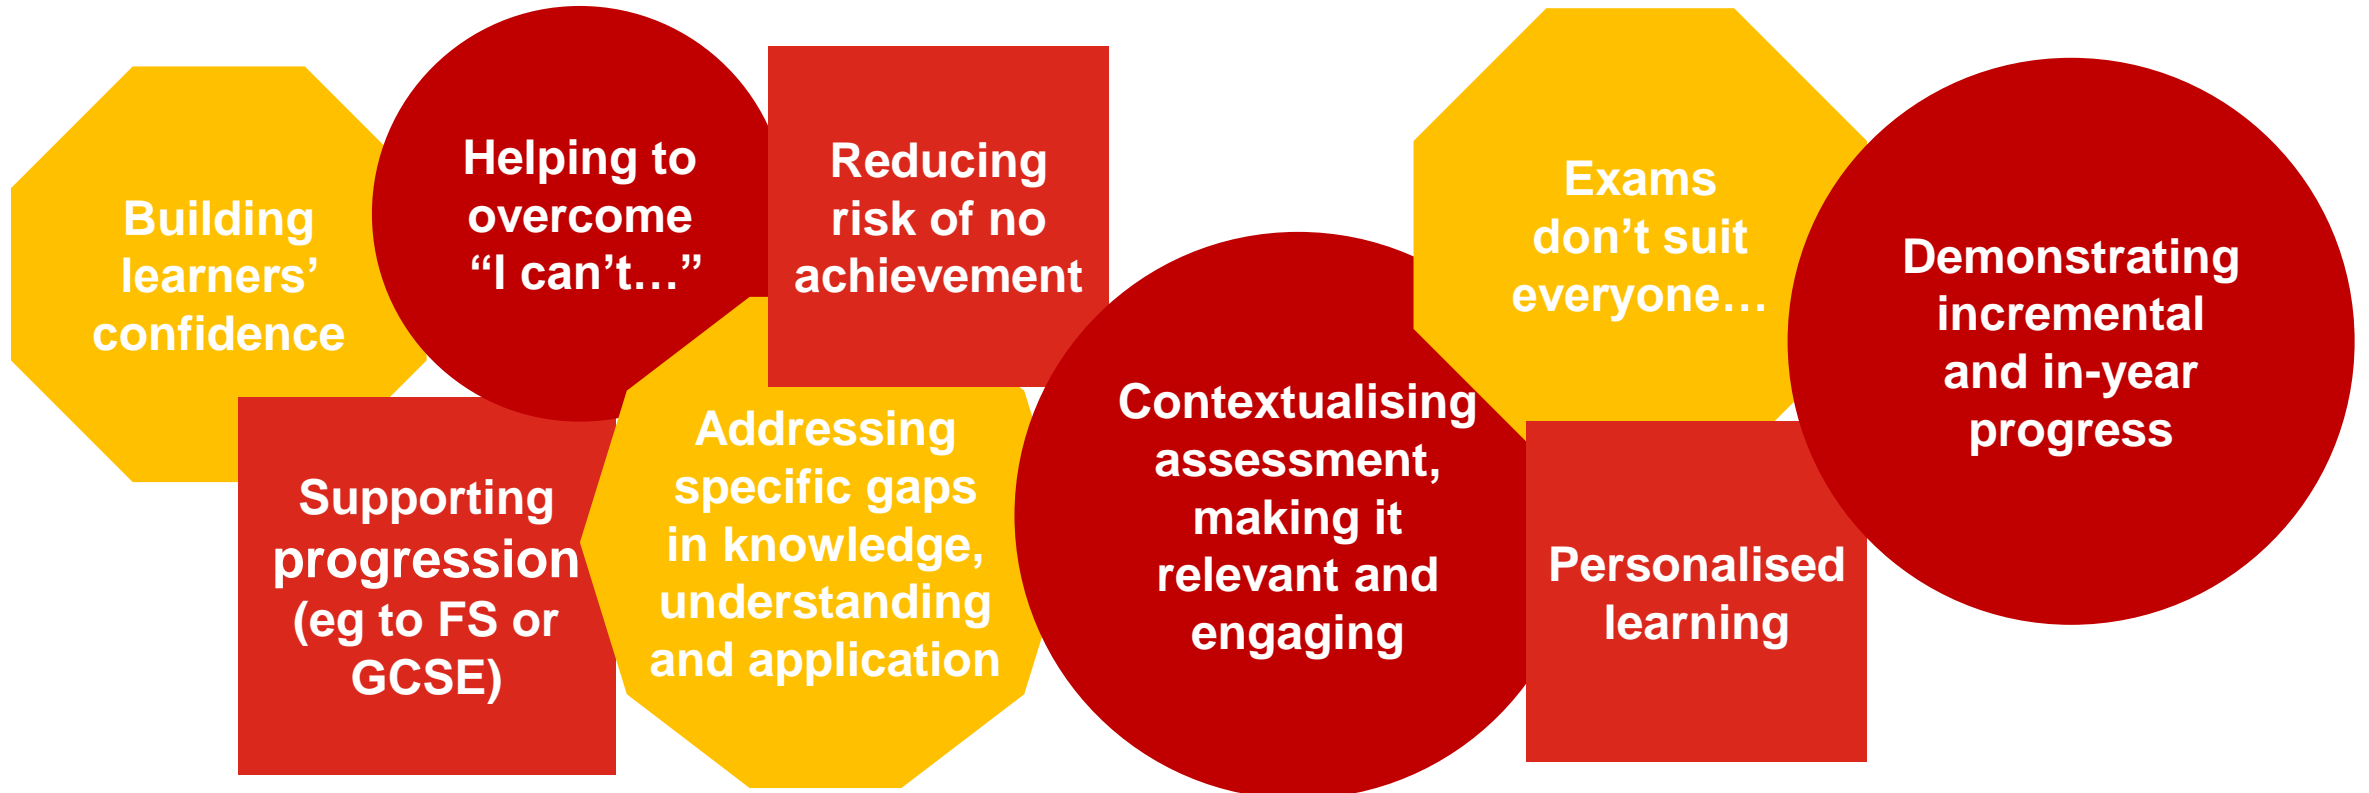 Building
learners’
confidence
Helping to
overcome
“I can’t…”
Reducing
risk of no
achievement
Supporting
progression
(eg to FS or
GCSE)
Addressing
specific gaps
in knowledge,
understanding
and application
Contextualising
assessment,
making it
relevant and
engaging
Exams
don’t suit
everyone…
Personalised
learning
Demonstrating
incremental
and in-year
progress